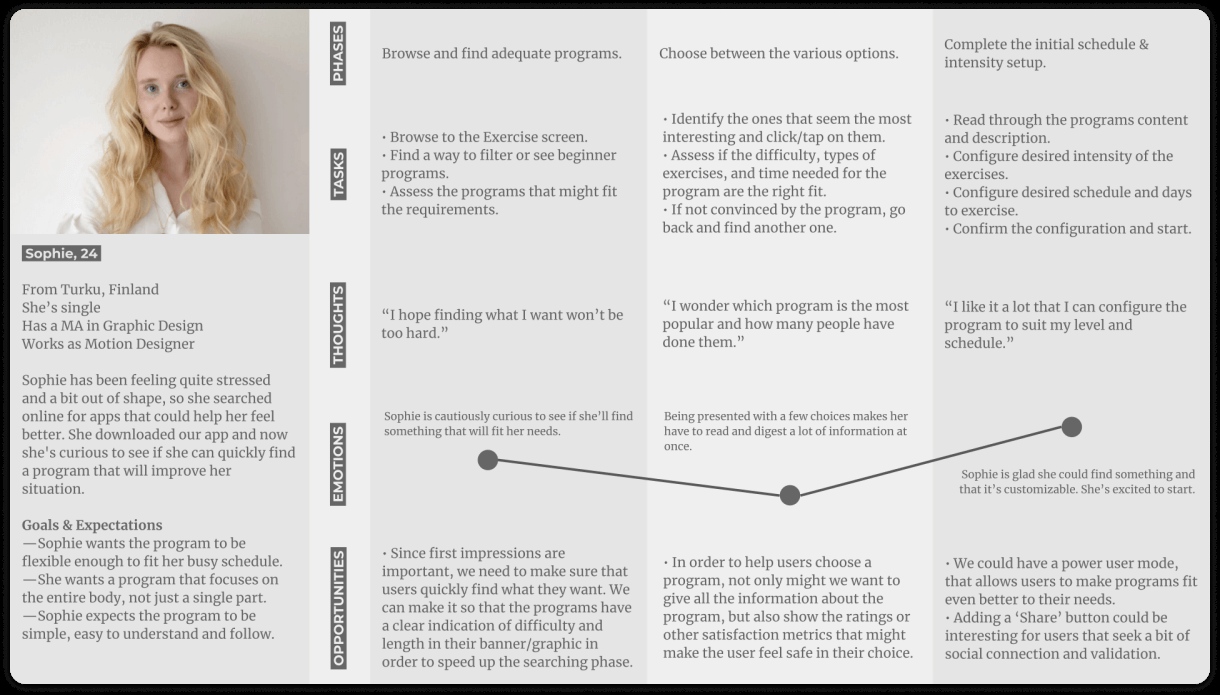 Sophie, 24
From Turku, Finland
She’s single
Has a MA in Graphic Design
Works as Motion Designer
Sophie has been feeling quite stressed
and a bit out of shape, so she searched
online for apps that could help her feel
better. She downloaded our app and now
she's curious to see if she can quickly find
a program that will improve her
situation.
Goals & Expectations
—Sophie wants the program to be
flexible enough to fit her busy schedule.
—She wants a program that focuses on
the entire body, not just a single part.
—Sophie expects the program to be
simple, easy to understand and follow.
PHASES
Browse and find adequate programs.
Choose between the various options.
Complete the initial schedule &
intensity setup.
TASKS
· Browse to the Exercise screen.
· Find a way to filter or see beginner
programs.
· Assess the programs that might fit
the requirements.
· Identify the ones that seem the most
interesting and click/tap on them.
· Assess if the difficulty, types of
exercises, and time needed for the
program are the right fit.
· If not convinced by the program, go
back and find another one.
· Read through the programs content
and description.
· Configure desired intensity of the
exercises.
· Configure desired schedule and days
to exercise.
· Confirm the configuration and start.
THOUGHTS
“I hope finding what I want won’t be
too hard.”
“I wonder which program is the most
popular and how many people have
done them.”
“I like it a lot that I can configure the
program to suit my level and
schedule.”
EMOTIONS
Sophie is cautiously curious to see if she’ll find
something that will fit her needs.
Being presented with a few choices makes her
have to read and digest a lot of information at
once.
Sophie is glad she could find something and
that it’s customizable. She’s excited to start.
OPPORTUNITIES
· Since first impressions are
important, we need to make sure that
users quickly find what they want. We
can make it so that the programs have
a clear indication of difficulty and
length in their banner/graphic in
order to speed up the searching phase.
· In order to help users choose a
program, not only might we want to
give all the information about the
program, but also show the ratings or
other satisfaction metrics that might
make the user feel safe in their choice.
· We could have a power user mode,
that allows users to make programs fit
even better to their needs.
· Adding a ‘Share’ button could be
interesting for users that seek a bit of
social connection and validation.